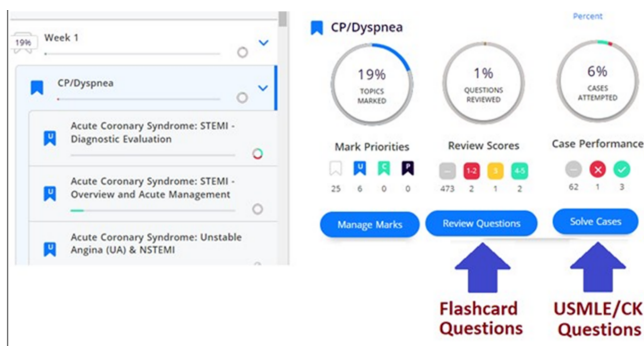 19%
Week 1
CP/Dyspnea
U
Acute Coronary Syndrome: STEMI -
Diagnostic Evaluation
U
Acute Coronary Syndrome: STEMI -
Overview and Acute Management
U
Acute Coronary Syndrome: Unstable
Angina (UA) & NSTEMI
Percent
CP/Dyspnea
19%
TOPICS
MARKED
1%
QUESTIONS
REVIEWED
6%
CASES
ATTEMPTED
Mark Priorities
Review Scores
Case Performance
U C P
1-2 3 4-5
25 6 0 0
473 2 1 2
62 1 3
Manage Marks
Review Questions
Solve Cases
Flashcard
Questions
USMLE/CK
Questions